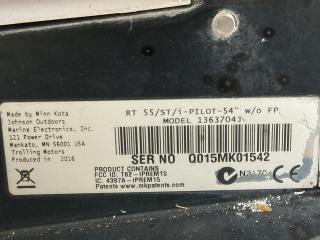 Made by Minn Kota
Johnson Outdoors
Marine Electronics, Inc.
121 Power Drive
Mankato, MN 56001 USA
Trolling Motors
Produced in 2016
RT 55/ST/i-PILOT-54" w/o FP
MODEL 1363704J
SER NO Q015MK01542
PRODUCT CONTAINS
FCC ID: T62-IPREM15
IC: 4397A-IPREM15
Patents www.mkpatents.com
CE